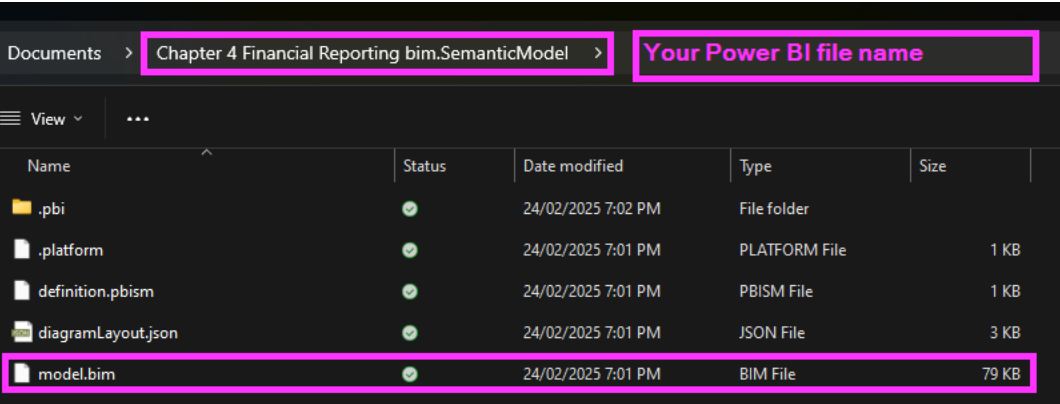 Documents > Chapter 4 Financial Reporting bim.SemanticModel > Your Power BI file name
View ...
Name Status Date modified Type Size
.pbi 24/02/2025 7:02 PM File folder
.platform 24/02/2025 7:01 PM PLATFORM File 1 KB
definition.pbism 24/02/2025 7:01 PM PBISM File 1 KB
diagramLayout.json 24/02/2025 7:01 PM JSON File 3 KB
model.bim 24/02/2025 7:01 PM BIM File 79 KB